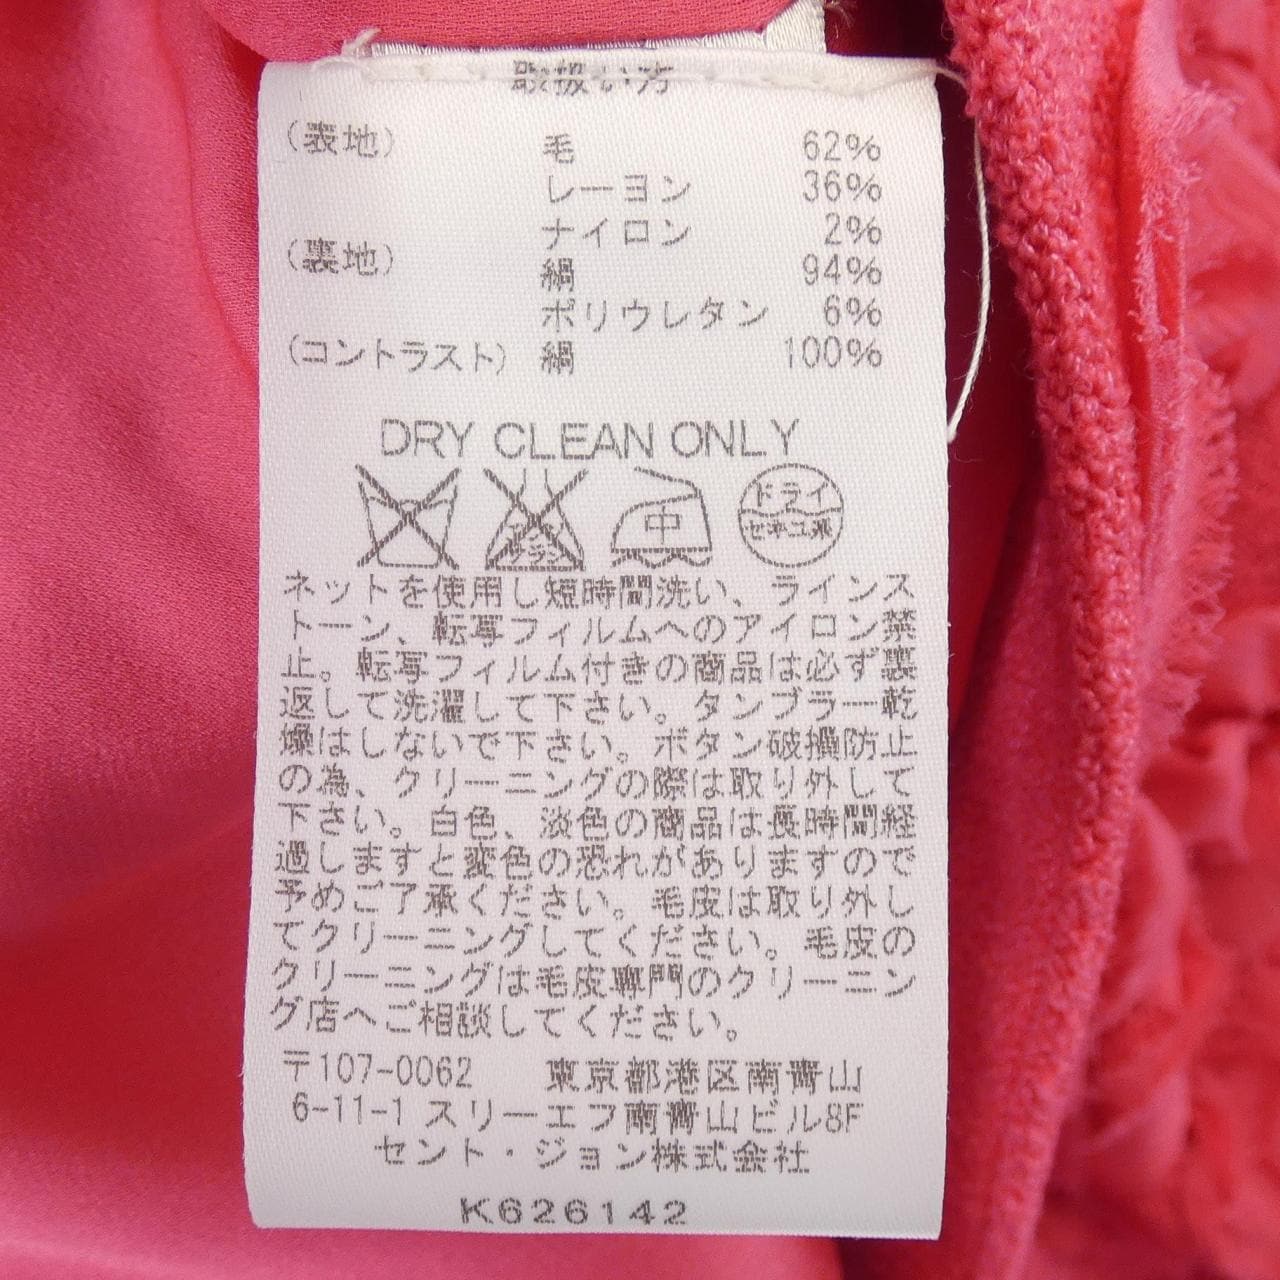 取扱い方
(表地) 毛 62%
レーヨン 36%
ナイロン 2%
(裏地) 絹 94%
ポリウレタン 6%
(コントラスト) 絹 100%
DRY CLEAN ONLY
中 ドライ
セキユ系
ネットを使用し短時間洗い、ラインス
トーン、転写フィルムへのアイロン禁
止。転写フィルム付きの商品は必ず裏
返して洗濯して下さい。タンブラー乾
燥はしないで下さい。ボタン破損防止
の為、クリーニングの際は取り外して
下さい。白色、淡色の商品は長時間経
過しますと変色の恐れがありますので
予めご了承ください。毛皮は取り外し
てクリーニングしてください。毛皮の
クリーニングは毛皮専門のクリーニン
グ店へご相談してください。
〒107-0062 東京都港区南青山
6-11-1 スリーエフ南青山ビル8F
セント・ジョン株式会社
K626142